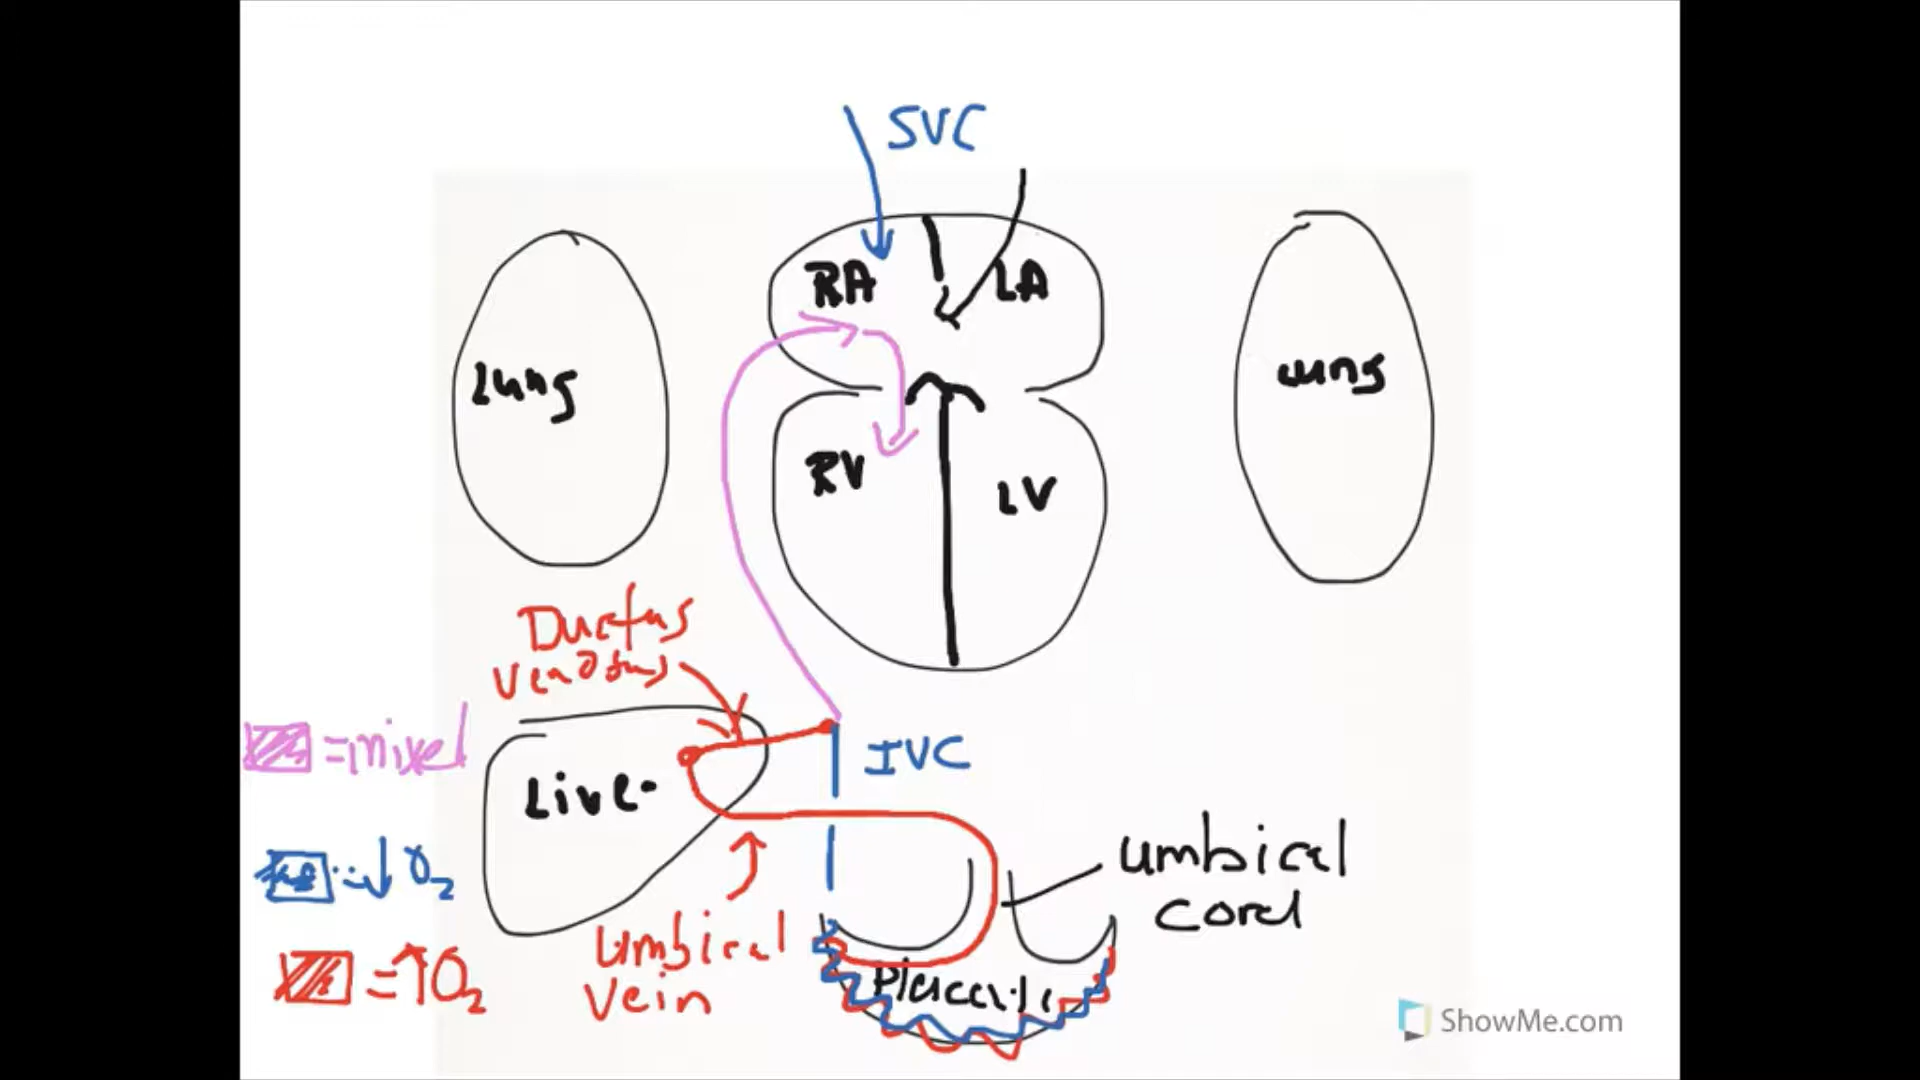 SVC
RA
LA
Lung
Lung
RV
LV
Ductus
venosus
= mixed
IVC
Liver
= ↓ O2
umbical
cord
= ↑O2
umbical
vein
Placenta
ShowMe.com